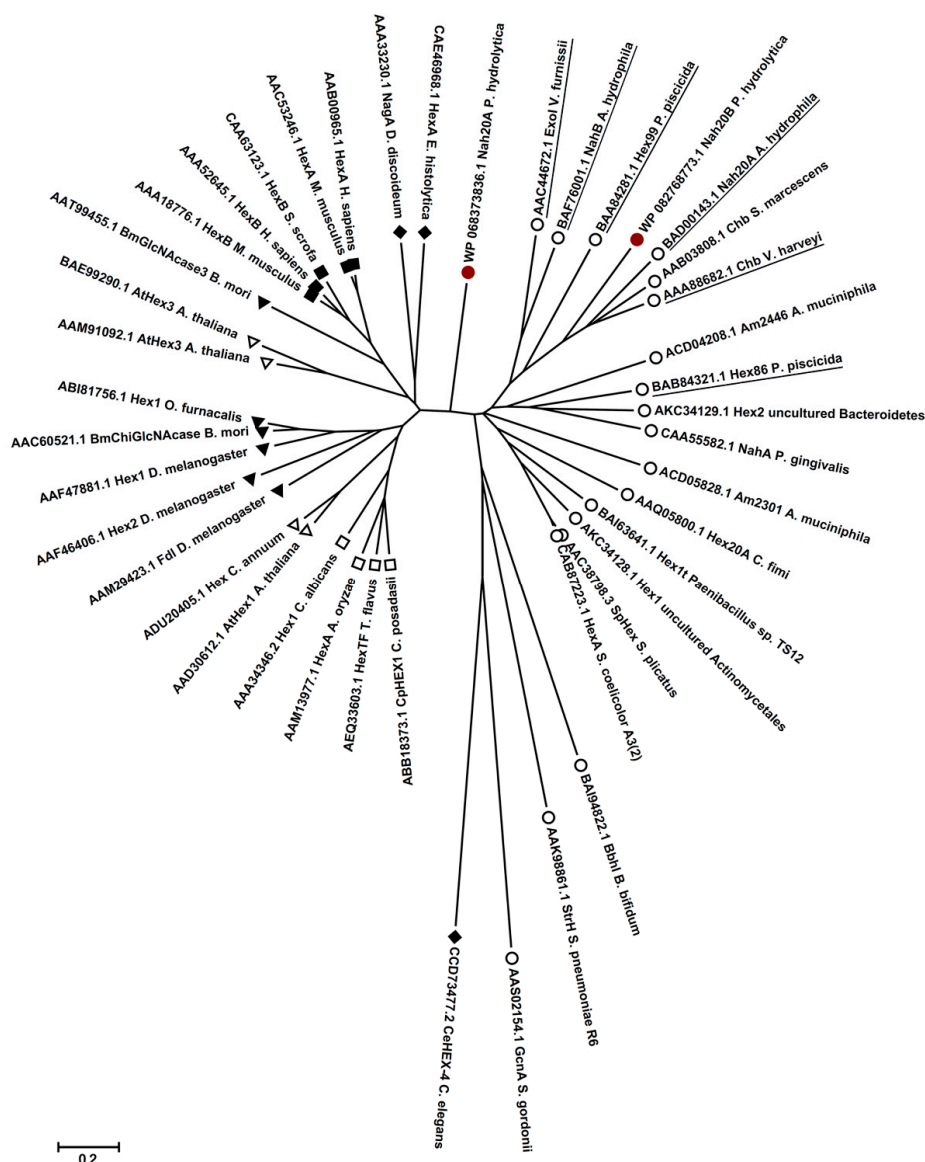 AAA33230.1 NagA D. discoideum
CAE46968.1 HexA E. histolytica
WP 068373836.1 Nah20A P. hydrolytica
AAC44672.1 ExoI V. furnissii
BAF76001.1 NahB A. hydrophila
BAA84281.1 Hex99 P. piscicida
WP 082768773.1 Nah20B P. hydrolytica
BAD00143.1 Nah20A A. hydrophila
AAB03808.1 Chb S. marcescens
AAA88682.1 Chb V. harveyi
ACD04208.1 Am2446 A. muciniphila
BAB84321.1 Hex86 P. piscicida
AKC34129.1 Hex2 uncultured Bacteroidetes
CAA55582.1 NahA P. gingivalis
ACD05828.1 Am2301 A. muciniphila
AAQ05800.1 Hex20A C. fimi
BAI63641.1 Hex1t Paenibacillus sp. TS12
AKC34128.1 Hex1 uncultured Actinomycetales
AAC38798.3 SpHex S. plicatus
CAB87223.1 HexA S. coelicolor A3(2)
BAI94822.1 BbhI B. bifidum
AAK98861.1 StrH S. pneumoniae R6
AAS02154.1 GcnA S. gordonii
CCD73477.2 CeHEX-4 C. elegans
ABB18373.1 CpHEX1 C. posadasii
AEQ33603.1 HexTF T. flavus
AAM13977.1 HexA A. oryzae
AAA34346.2 Hex1 C. albicans
AAD30612.1 AtHex1 A. thaliana
ADU20405.1 Hex C. annuum
AAM29423.1 Fdl D. melanogaster
AAF46406.1 Hex2 D. melanogaster
AAF47881.1 Hex1 D. melanogaster
AAC60521.1 BmChiGlcNAcase B. mori
ABI81756.1 Hex1 O. furnacalis
AAM91092.1 AtHex3 A. thaliana
BAE99290.1 AtHex3 A. thaliana
AAT99455.1 BmGlcNAcase3 B. mori
AAA18776.1 HexB M. musculus
AAA52645.1 HexB H. sapiens
CAA63123.1 HexB S. scrofa
AAC53246.1 HexA M. musculus
AAB00965.1 HexA H. sapiens
0.2